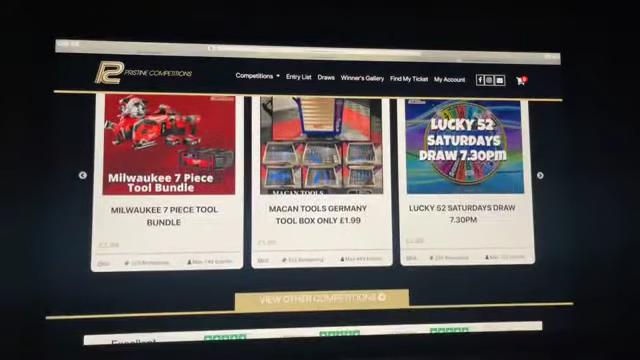 PRISTINE COMPETITIONS
Competitions Entry List Draws Winner's Gallery Find My Ticket My Account
Milwaukee 7 Piece
Tool Bundle
MILWAUKEE 7 PIECE TOOL
BUNDLE
MACAN TOOLS
MACAN TOOLS GERMANY
TOOL BOX ONLY £1.99
LUCKY 52
SATURDAYS
DRAW 7.30PM
LUCKY 52 SATURDAYS DRAW
7.30PM
VIEW OTHER COMPETITIONS
Excellent